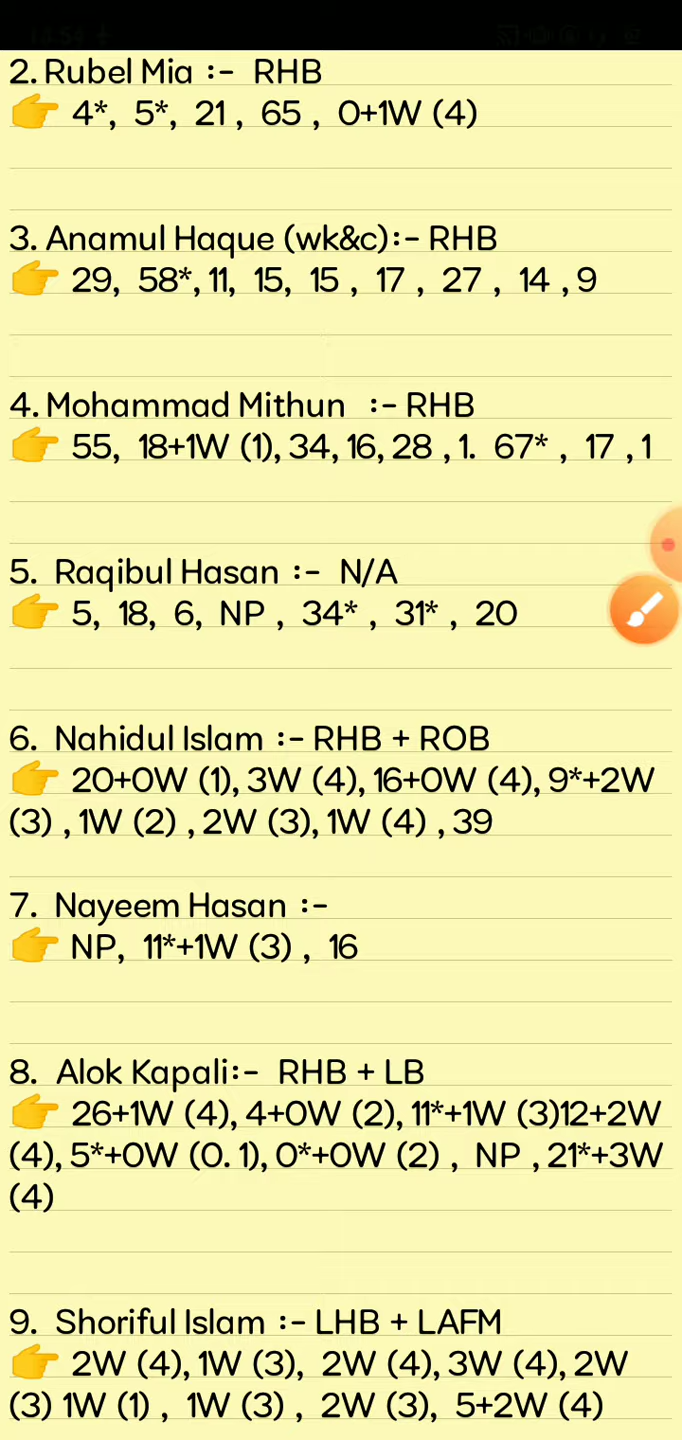 2. Rubel Mia :- RHB
👉 4*, 5*, 21 , 65 , 0+1W (4)
3. Anamul Haque (wk&c):- RHB
👉 29, 58*, 11, 15, 15 , 17 , 27 , 14 , 9
4. Mohammad Mithun :- RHB
👉 55, 18+1W (1), 34, 16, 28 , 1. 67* , 17 , 1
5. Raqibul Hasan :- N/A
👉 5, 18, 6, NP , 34* , 31* , 20
6. Nahidul Islam :- RHB + ROB
👉 20+0W (1), 3W (4), 16+0W (4), 9*+2W
(3) , 1W (2) , 2W (3), 1W (4) , 39
7. Nayeem Hasan :-
👉 NP, 11*+1W (3) , 16
8. Alok Kapali:- RHB + LB
👉 26+1W (4), 4+0W (2), 11*+1W (3)12+2W
(4), 5*+0W (0. 1), 0*+0W (2) , NP , 21*+3W
(4)
9. Shoriful Islam :- LHB + LAFM
👉 2W (4), 1W (3), 2W (4), 3W (4), 2W
(3) 1W (1) , 1W (3) , 2W (3), 5+2W (4)